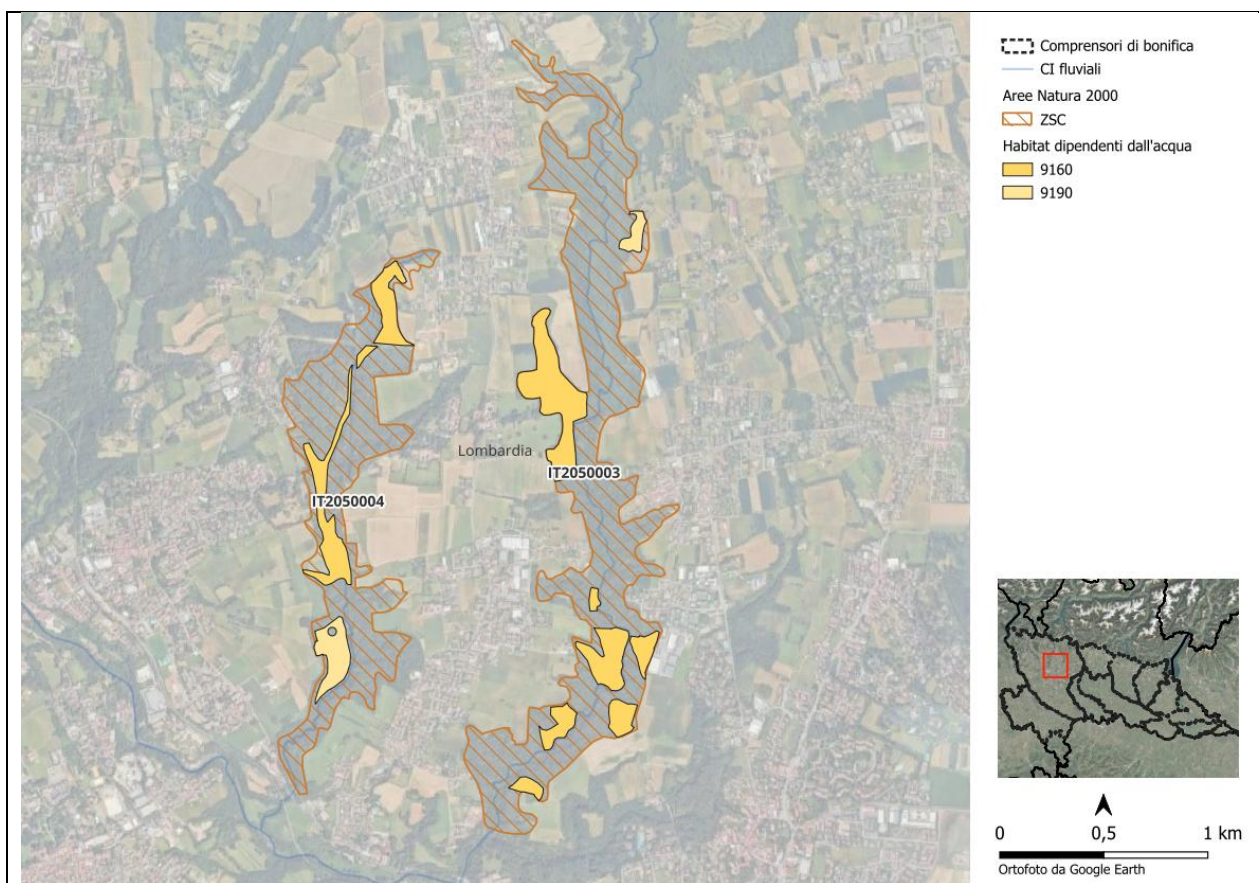 Comprensori di bonifica
CI fluviali
Aree Natura 2000
ZSC
Habitat dipendenti dall'acqua
9160
9190
Lombardia
IT2050003
IT2050004
0 0,5 1 km
Ortofoto da Google Earth